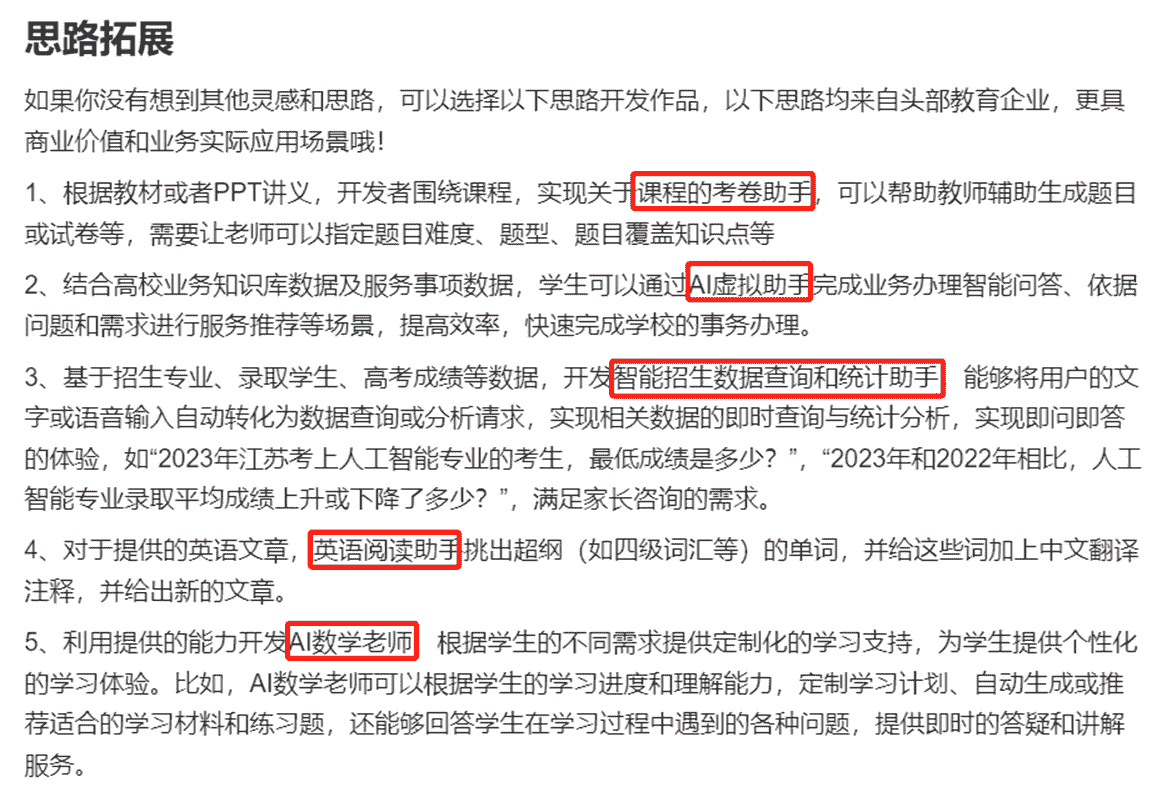 思路拓展
如果你没有想到其他灵感和思路，可以选择以下思路开发作品，以下思路均来自头部教育企业，更具
商业价值和业务实际应用场景哦！
1、根据教材或者PPT讲义，开发者围绕课程，实现关于课程的考卷助手，可以帮助教师辅助生成题目
或试卷等，需要让老师可以指定题目难度、题型、题目覆盖知识点等
2、结合高校业务知识库数据及服务事项数据，学生可以通过AI虚拟助手完成业务办理智能问答、依据
问题和需求进行服务推荐等场景，提高效率，快速完成学校的事务办理。
3、基于招生专业、录取学生、高考成绩等数据，开发智能招生数据查询和统计助手 能够将用户的文
字或语音输入自动转化为数据查询或分析请求，实现相关数据的即时查询与统计分析，实现即问即答
的体验，如“2023年江苏考上人工智能专业的考生，最低成绩是多少？”，“2023年和2022年相比，人工
智能专业录取平均成绩上升或下降了多少？”，满足家长咨询的需求。
4、对于提供的英语文章，英语阅读助手挑出超纲（如四级词汇等）的单词，并给这些词加上中文翻译
注释，并给出新的文章。
5、利用提供的能力开发AI数学老师 根据学生的不同需求提供定制化的学习支持，为学生提供个性化
的学习体验。比如，AI数学老师可以根据学生的学习进度和理解能力，定制学习计划、自动生成或推
荐适合的学习材料和练习题，还能够回答学生在学习过程中遇到的各种问题，提供即时的答疑和讲解
服务。